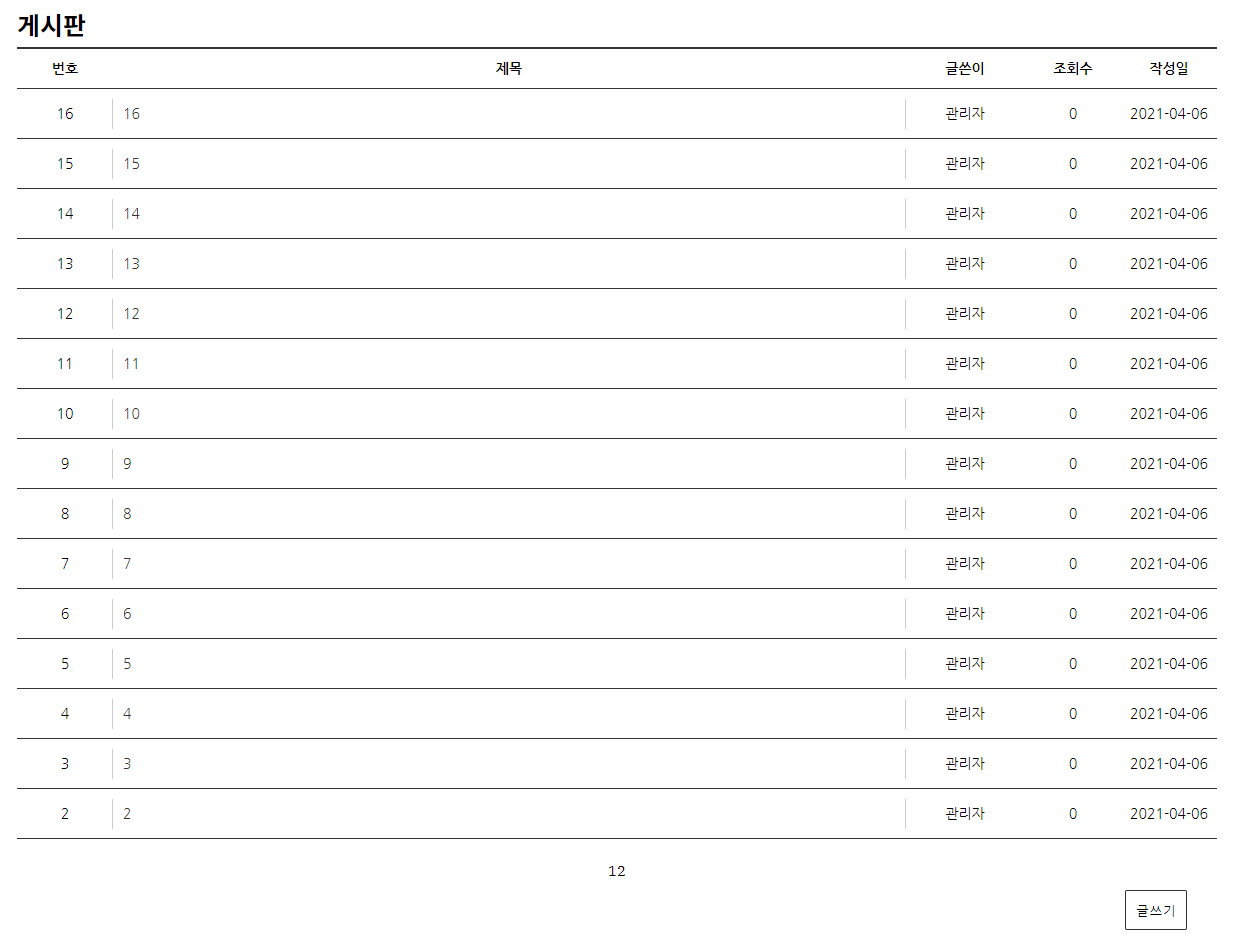 게시판
번호 제목 글쓴이 조회수 작성일
16 16 관리자 0 2021-04-06
15 15 관리자 0 2021-04-06
14 14 관리자 0 2021-04-06
13 13 관리자 0 2021-04-06
12 12 관리자 0 2021-04-06
11 11 관리자 0 2021-04-06
10 10 관리자 0 2021-04-06
9 9 관리자 0 2021-04-06
8 8 관리자 0 2021-04-06
7 7 관리자 0 2021-04-06
6 6 관리자 0 2021-04-06
5 5 관리자 0 2021-04-06
4 4 관리자 0 2021-04-06
3 3 관리자 0 2021-04-06
2 2 관리자 0 2021-04-06
12
글쓰기